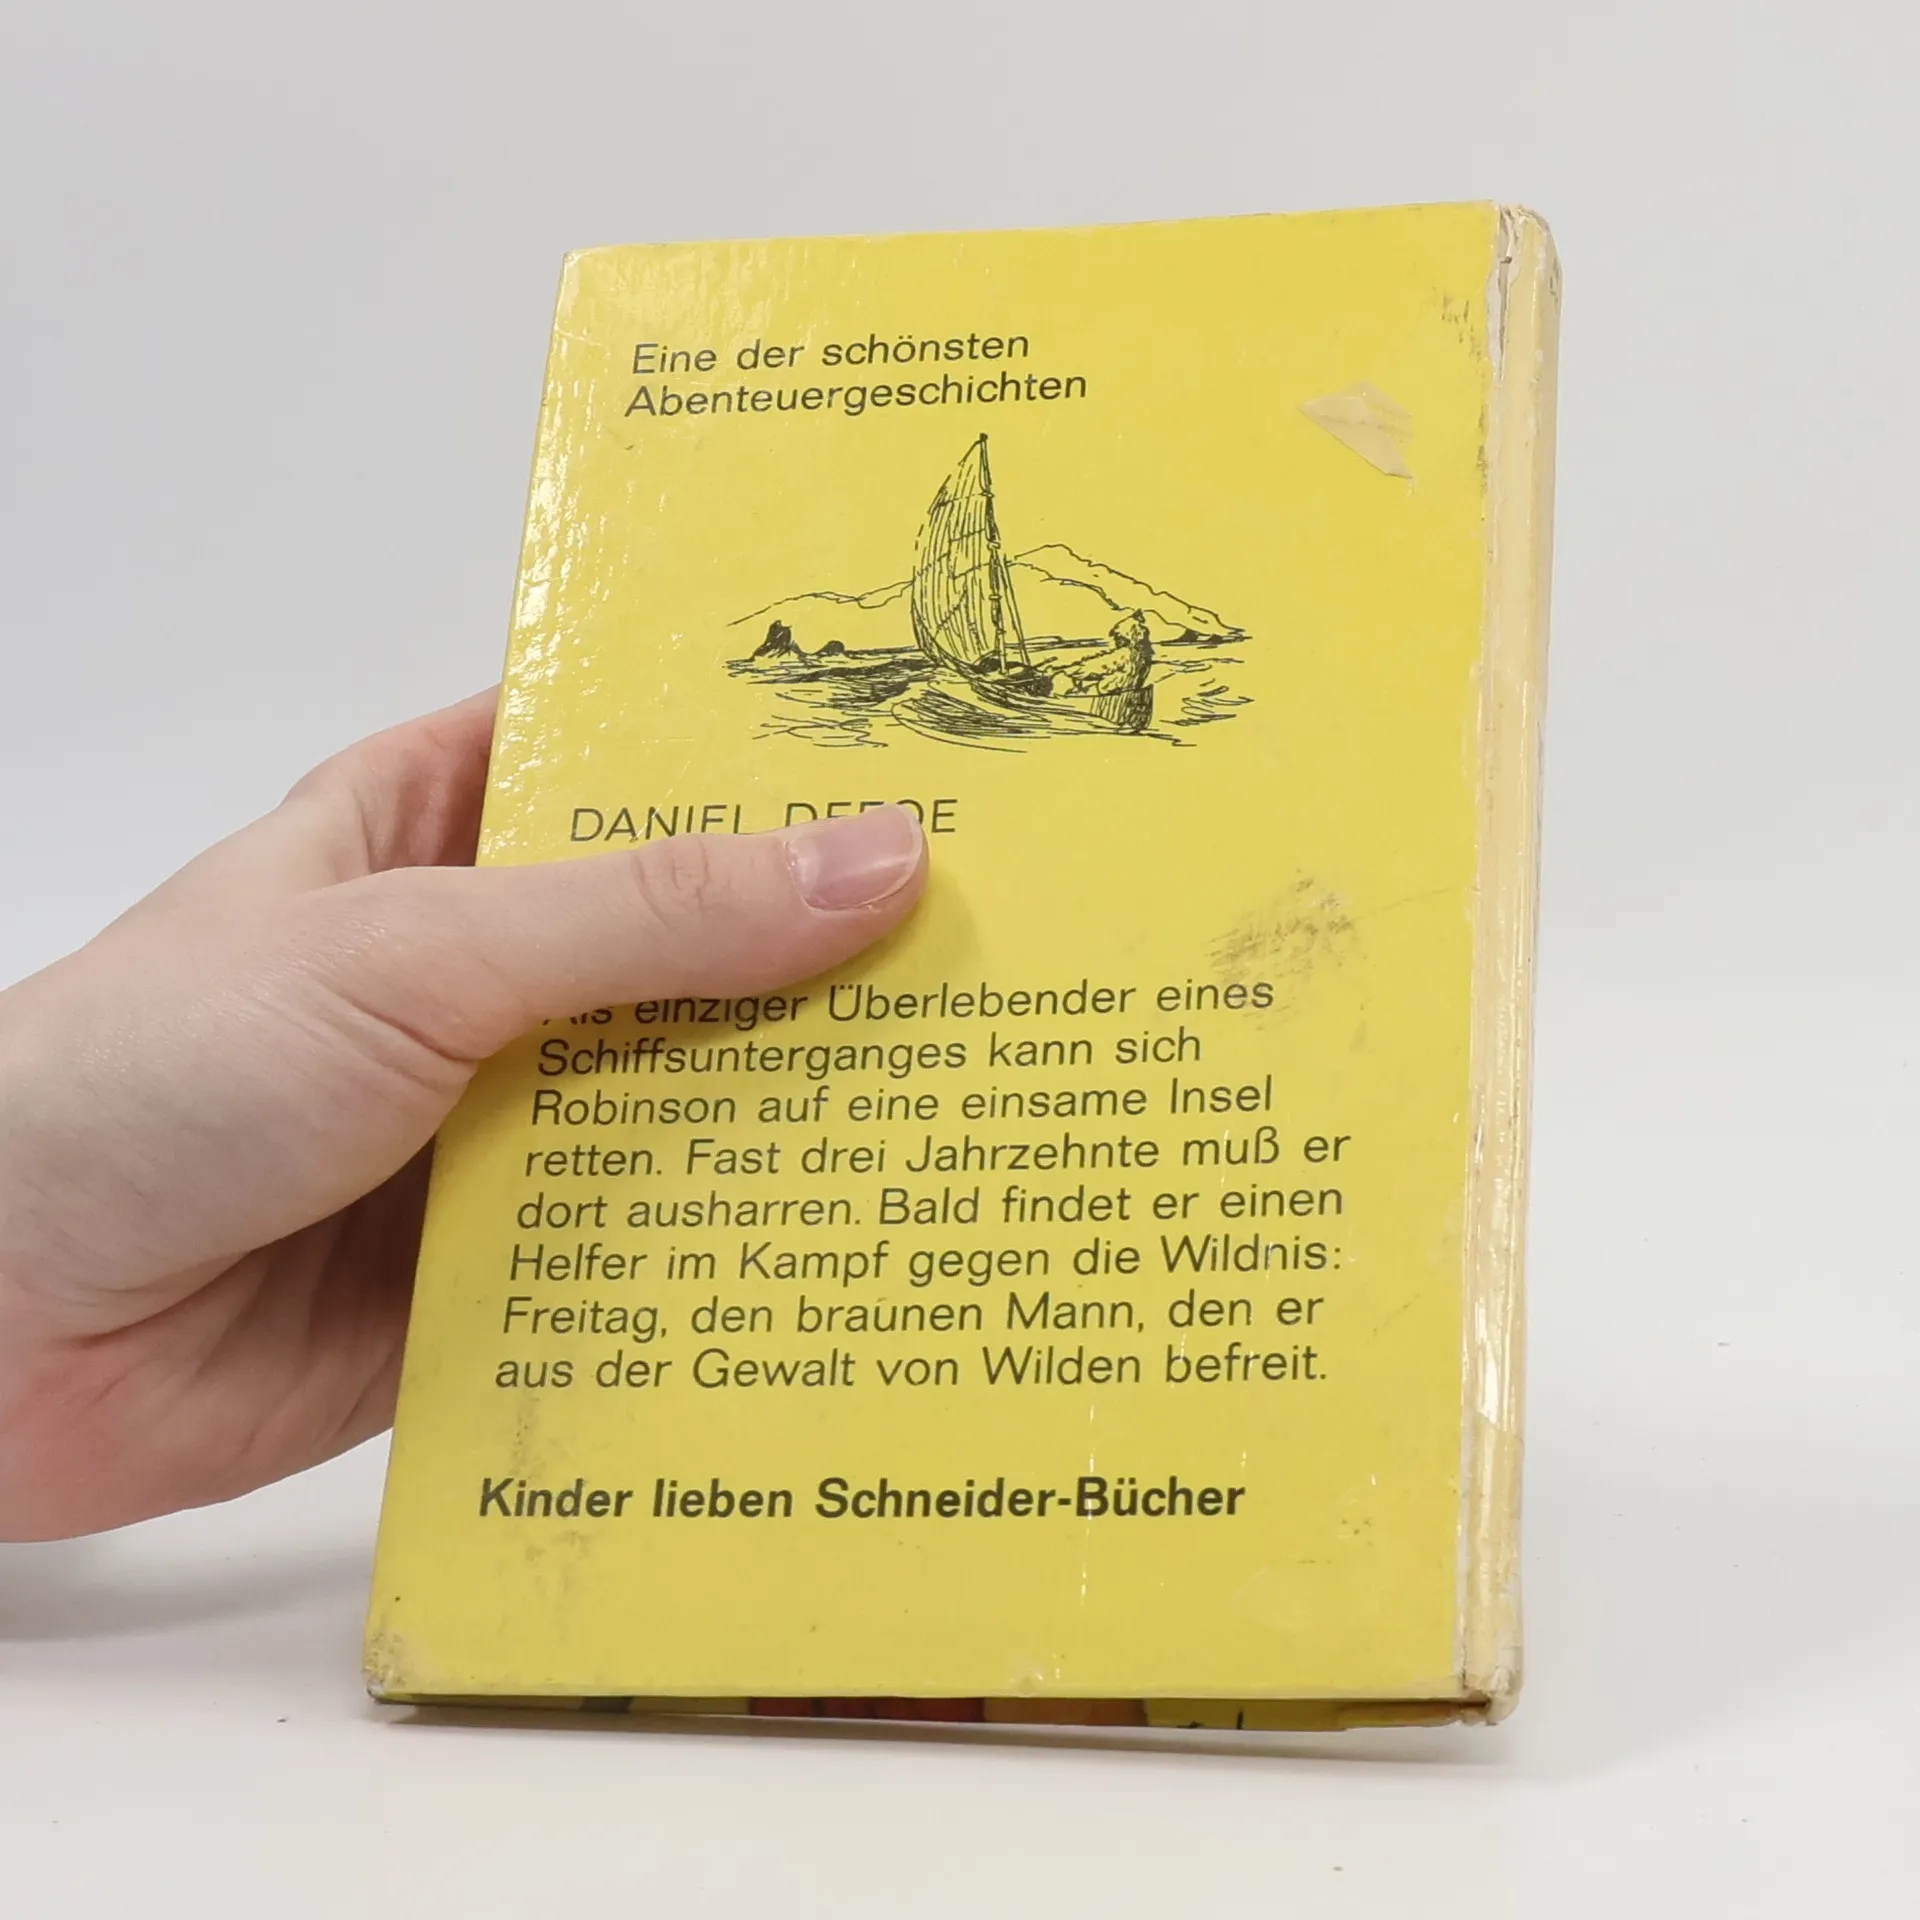 Eine der schönsten
Abenteuergeschichten
DANIEL DEFOE
Als einziger Überlebender eines
Schiffsunterganges kann sich
Robinson auf eine einsame Insel
retten. Fast drei Jahrzehnte muß er
dort ausharren. Bald findet er einen
Helfer im Kampf gegen die Wildnis:
Freitag, den braunen Mann, den er
aus der Gewalt von Wilden befreit.
Kinder lieben Schneider-Bücher